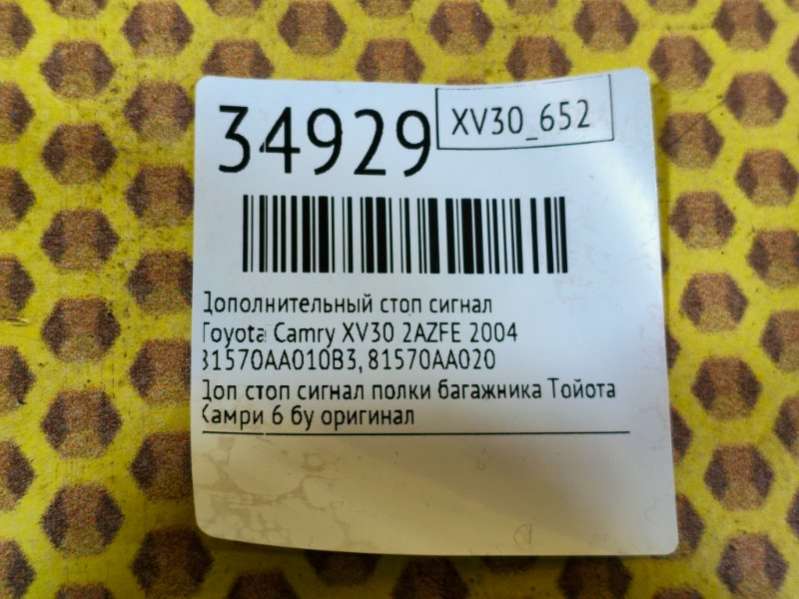 34929
XV30_652
Дополнительный стоп сигнал
Toyota Camry XV30 2AZFE 2004
81570AA010B3, 81570AA020
Доп стоп сигнал полки багажника Тойота
Камри 6 бу оригинал